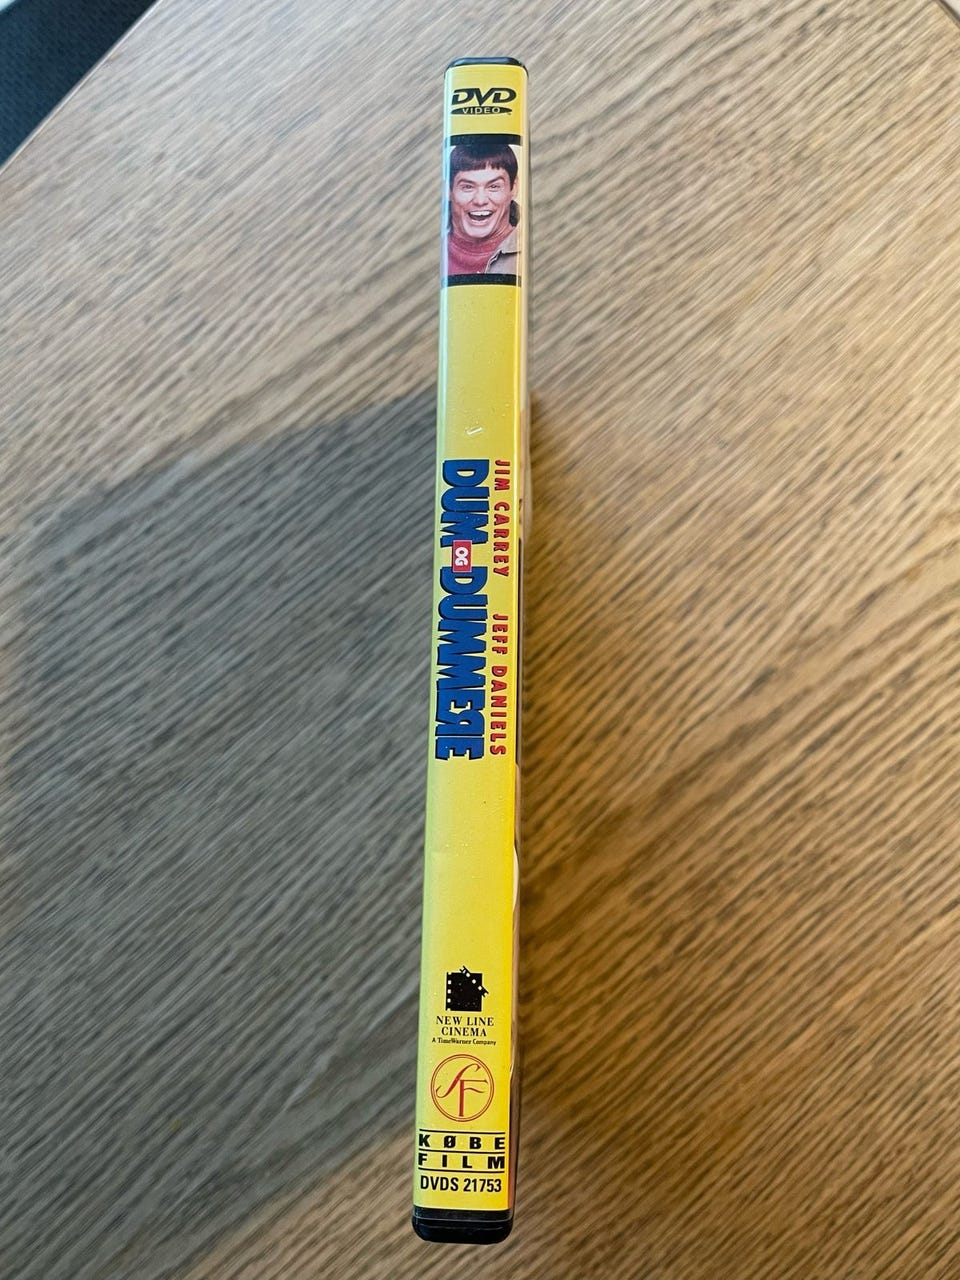 DVD
VIDEO
JIM CARREY JEFF DANIELS
DUM OG DUMMERE
NEW LINE
CINEMA
A TimeWarner Company
SF
KØBE
FILM
DVDS 21753